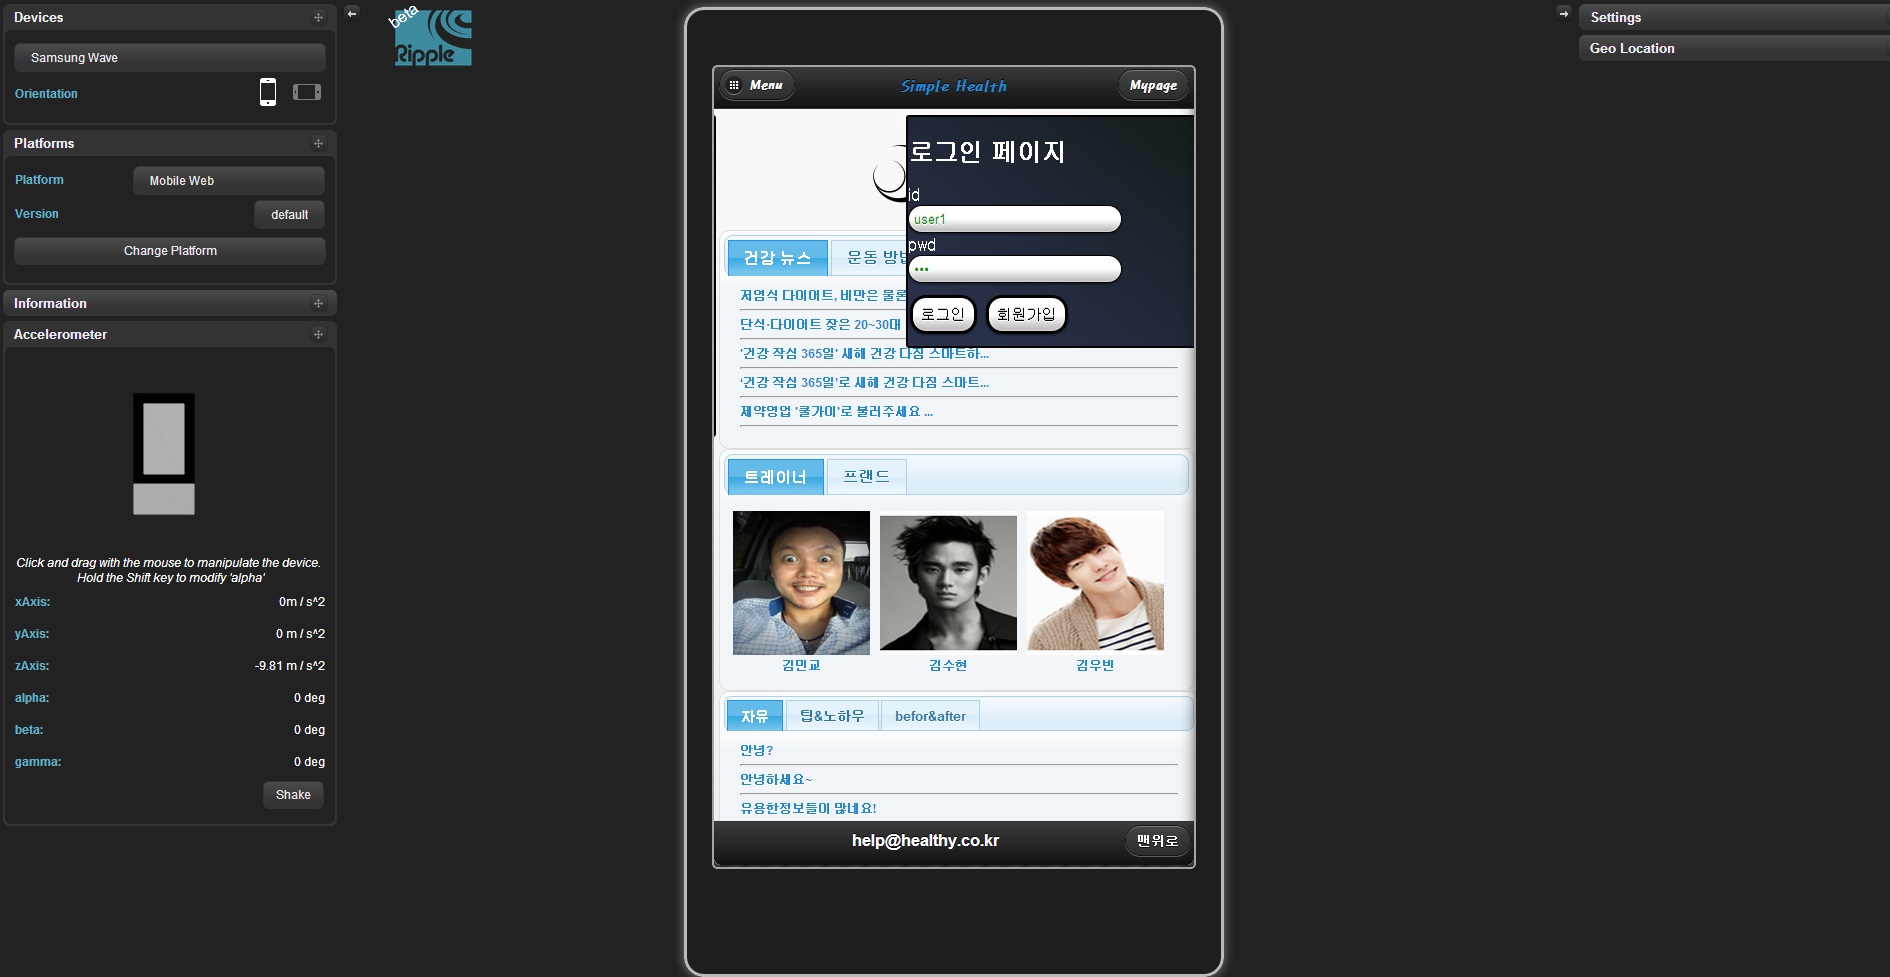 Devices
Samsung Wave
Orientation
Platforms
Platform
Mobile Web
Version
default
Change Platform
Information
Accelerometer
Click and drag with the mouse to manipulate the device.
Hold the Shift key to modify 'alpha'
xAxis: 0m / s^2
yAxis: 0 m / s^2
zAxis: -9.81 m / s^2
alpha: 0 deg
beta: 0 deg
gamma: 0 deg
Shake
beta
Ripple
Menu
Simple Health
Mypage
로그인 페이지
id
user1
pwd
•••
로그인
회원가입
건강 뉴스
운동 방법
저염식 다이어트, 비만은 물론
단식·다이어트 잦은 20~30대
'건강 작심 365일' 새해 건강 다짐 스마트하...
‘건강 작심 365일’로 새해 건강 다짐 스마트...
제약영업 '쿨가이'로 불러주세요 ...
트레이너
프랜드
김민교
김수현
김우빈
자유
팁&노하우
befor&after
안녕?
안녕하세요~
유용한정보들이 많네요!
help@healthy.co.kr
맨위로
Settings
Geo Location